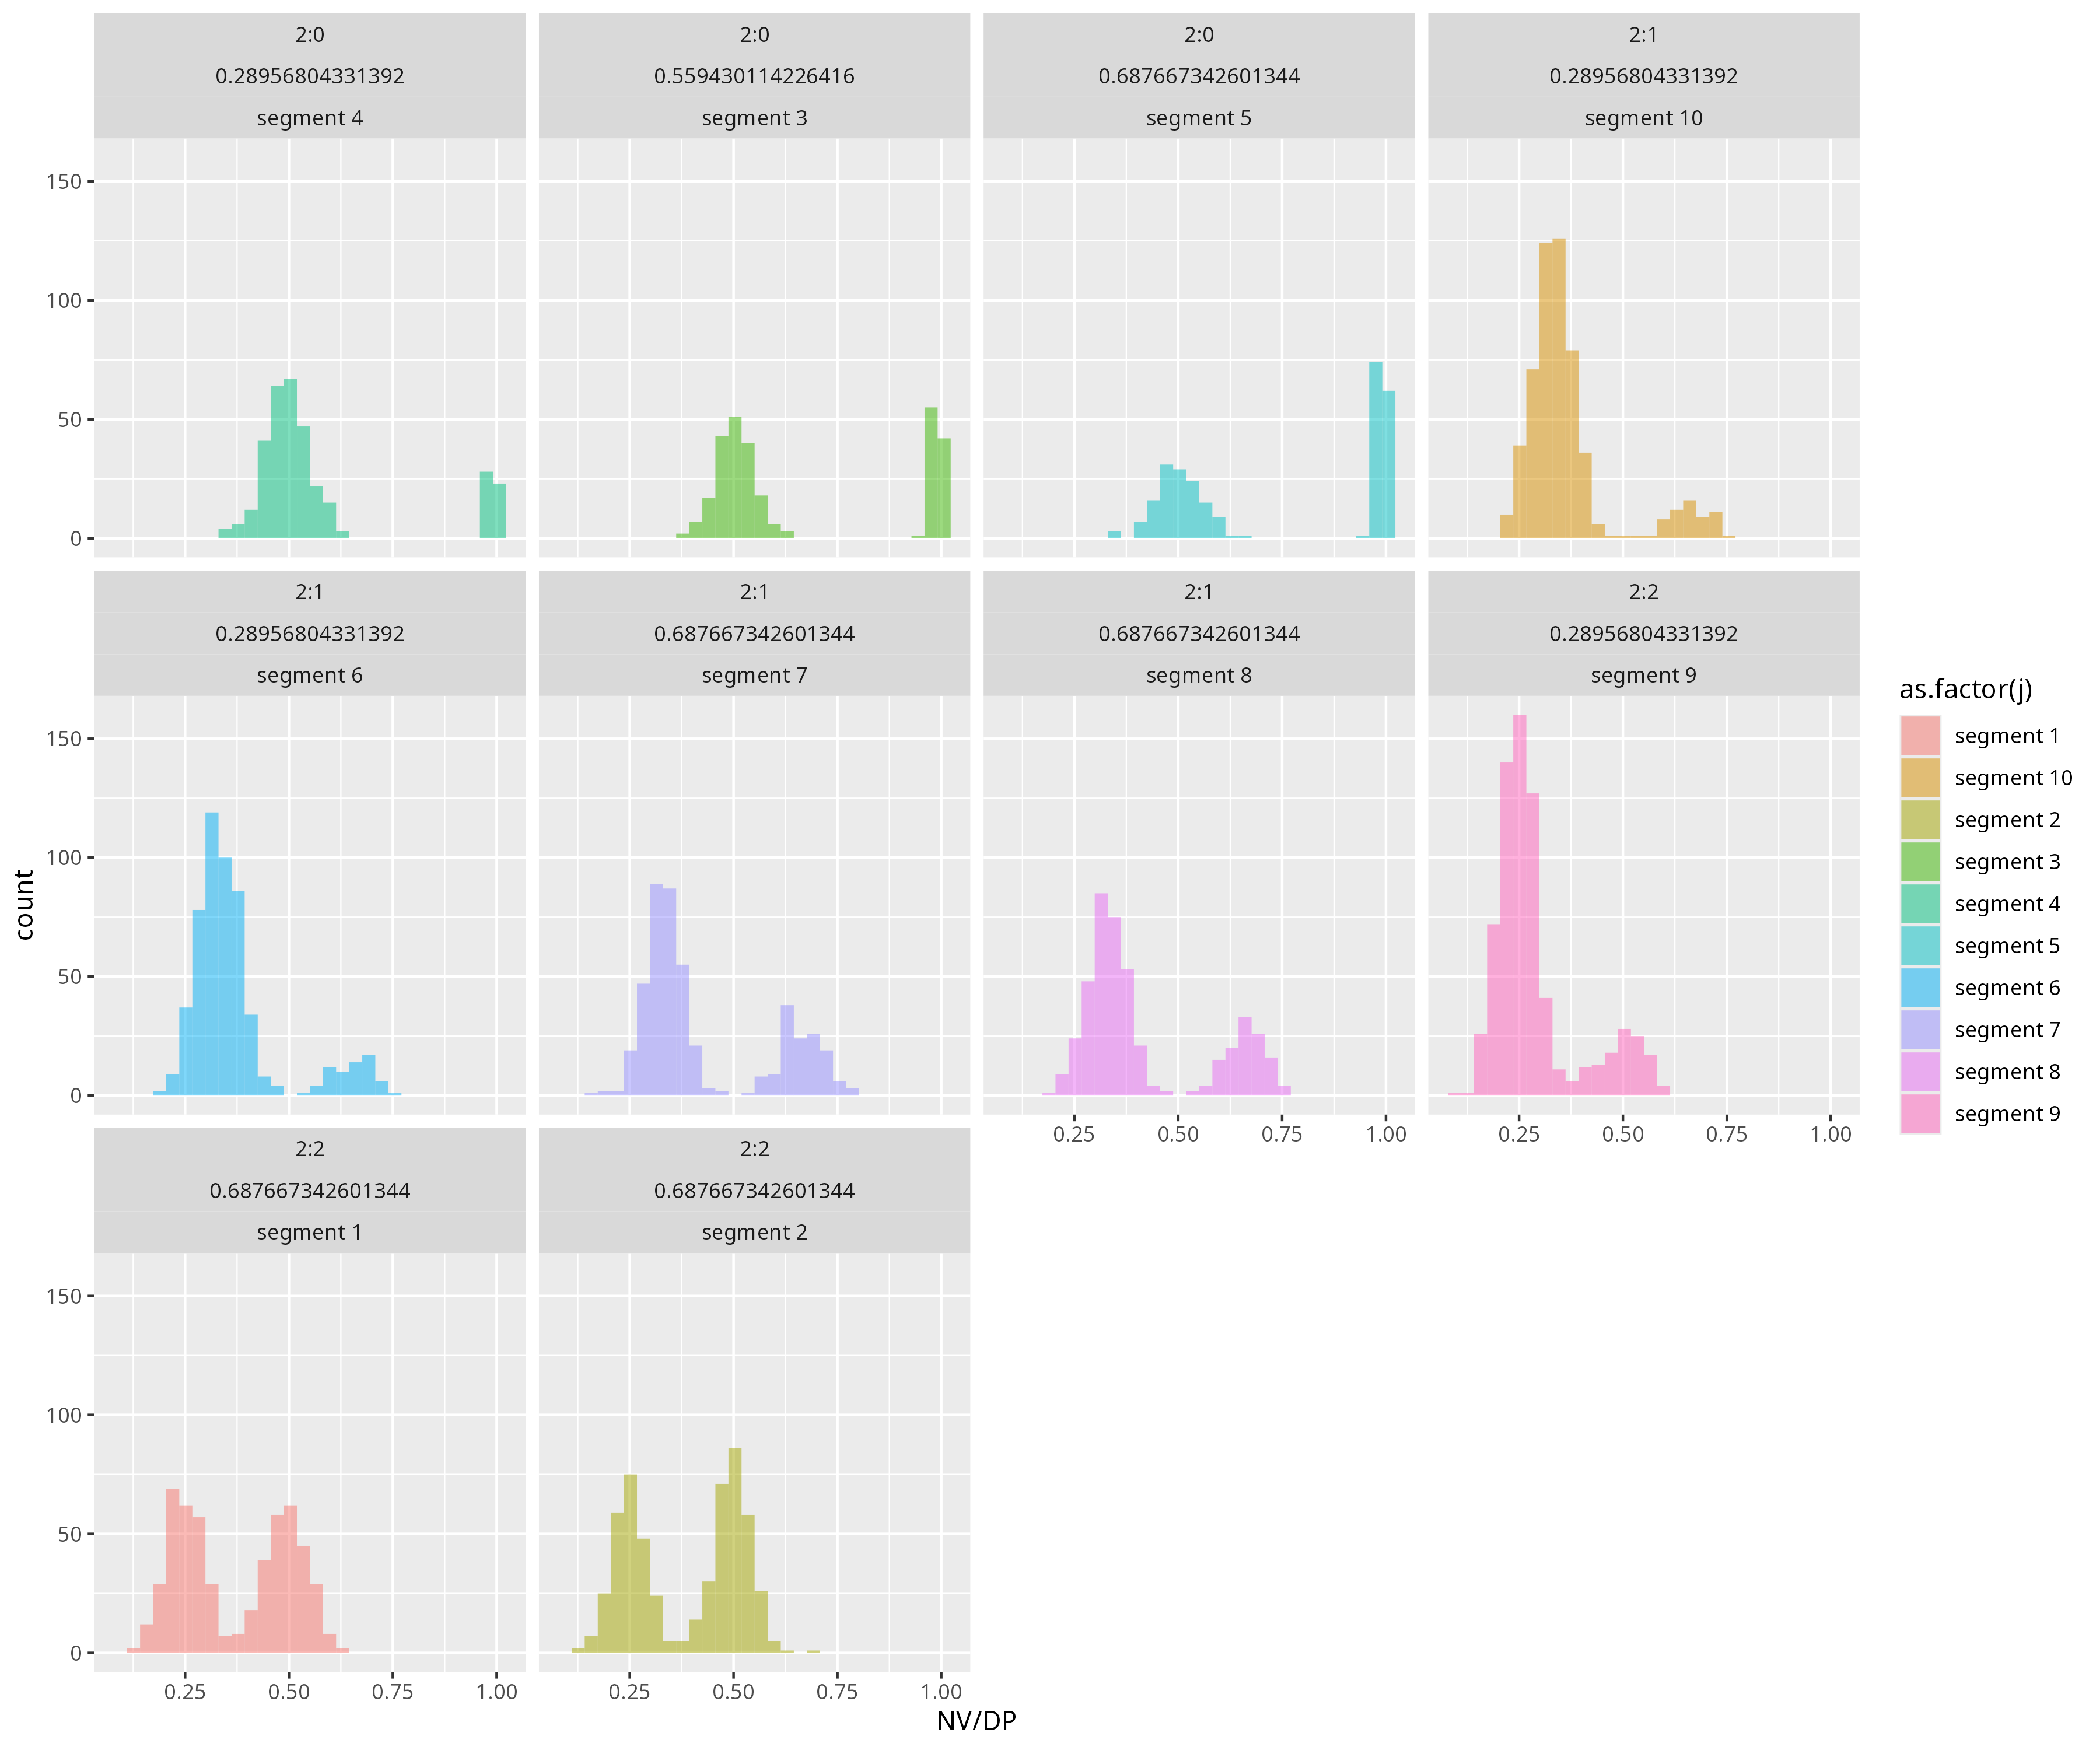 2:0
0.28956804331392
segment 4
2:0
0.559430114226416
segment 3
2:0
0.687667342601344
segment 5
2:1
0.28956804331392
segment 10
150
100
50
0
2:1
0.28956804331392
segment 6
2:1
0.687667342601344
segment 7
2:1
0.687667342601344
segment 8
2:2
0.28956804331392
segment 9
150
100
50
0
0.25 0.50 0.75 1.00
0.25 0.50 0.75 1.00
2:2
0.687667342601344
segment 1
2:2
0.687667342601344
segment 2
150
100
50
0
0.25 0.50 0.75 1.00
0.25 0.50 0.75 1.00
NV/DP
count
as.factor(j)
segment 1
segment 10
segment 2
segment 3
segment 4
segment 5
segment 6
segment 7
segment 8
segment 9